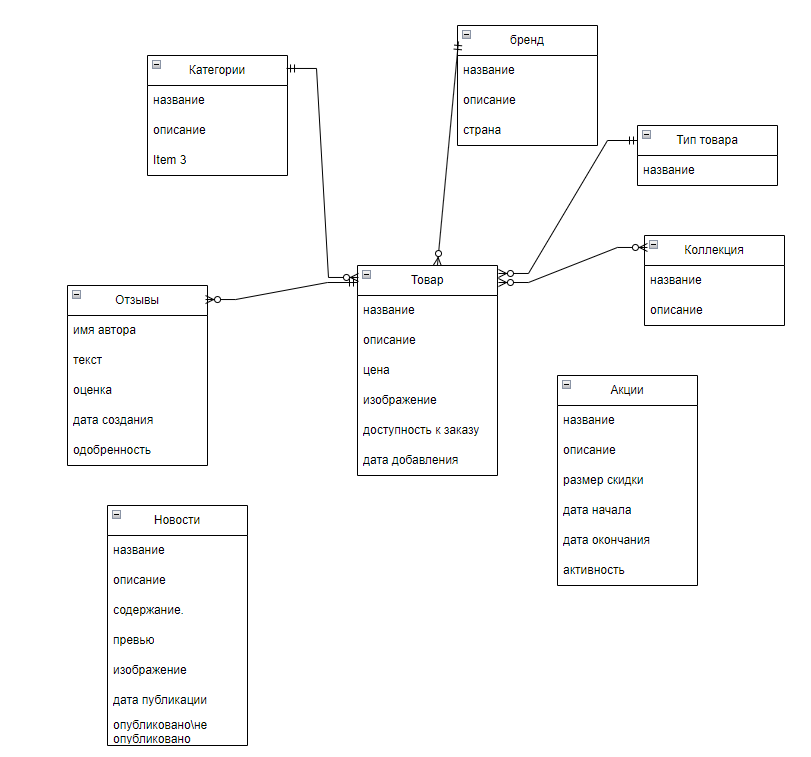 бренд
название
описание
страна
Категории
название
описание
Item 3
Тип товара
название
Коллекция
название
описание
Товар
название
описание
цена
изображение
доступность к заказу
дата добавления
Отзывы
имя автора
текст
оценка
дата создания
одобренность
Акции
название
описание
размер скидки
дата начала
дата окончания
активность
Новости
название
описание
содержание.
превью
изображение
дата публикации
опубликовано\не
опубликовано